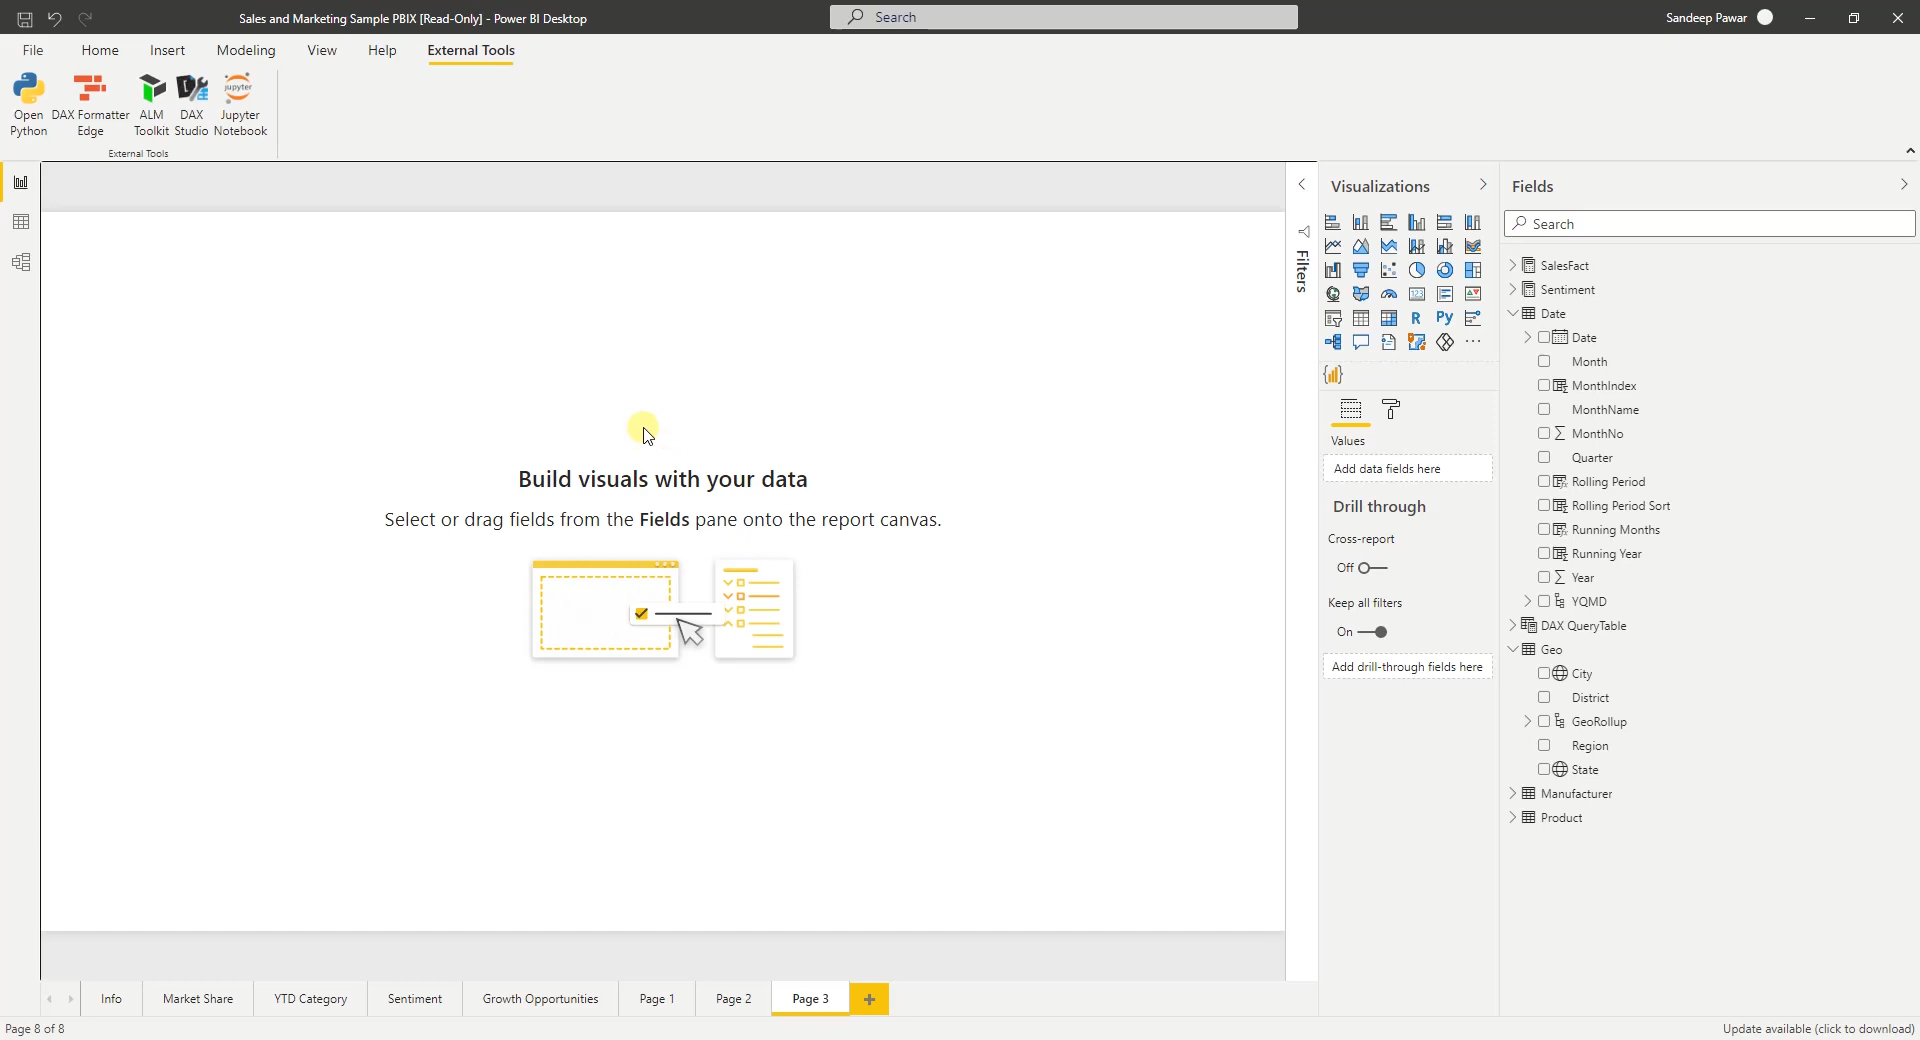 Sales and Marketing Sample PBIX [Read-Only] - Power BI Desktop
Search
Sandeep Pawar
File
Home
Insert
Modeling
View
Help
External Tools
Open
Python
DAX Formatter
Edge
ALM
Toolkit
DAX
Studio
jupyter
Jupyter
Notebook
External Tools
Build visuals with your data
Select or drag fields from the Fields pane onto the report canvas.
Filters
Visualizations
123
R
Py
Values
Add data fields here
Drill through
Cross-report
Off
Keep all filters
On
Add drill-through fields here
Fields
Search
SalesFact
Sentiment
Date
Date
Month
MonthIndex
MonthName
MonthNo
Quarter
Rolling Period
Rolling Period Sort
Running Months
Running Year
Year
YQMD
DAX QueryTable
Geo
City
District
GeoRollup
Region
State
Manufacturer
Product
Info
Market Share
YTD Category
Sentiment
Growth Opportunities
Page 1
Page 2
Page 3
Page 8 of 8
Update available (click to download)